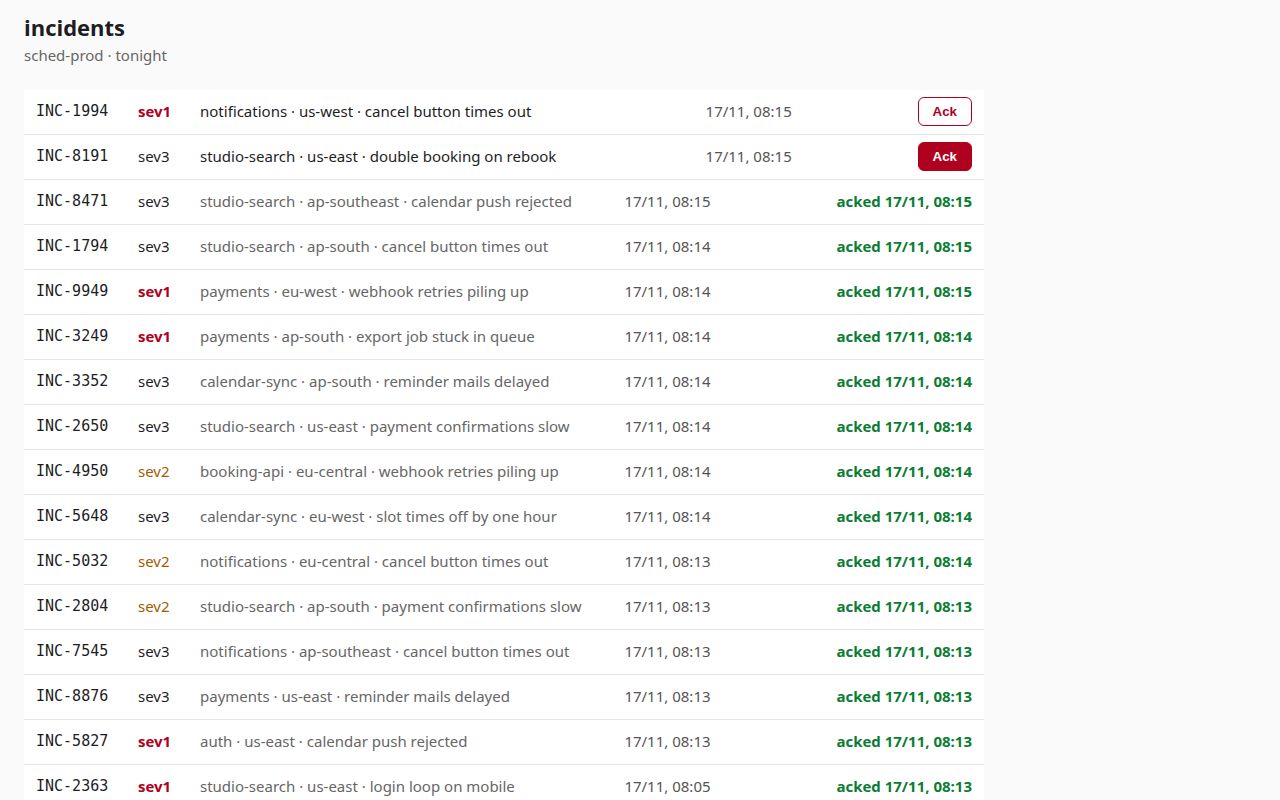 incidents
sched-prod · tonight
INC-1994 sev1 notifications · us-west · cancel button times out 17/11, 08:15 Ack
INC-8191 sev3 studio-search · us-east · double booking on rebook 17/11, 08:15 Ack
INC-8471 sev3 studio-search · ap-southeast · calendar push rejected 17/11, 08:15 acked 17/11, 08:15
INC-1794 sev3 studio-search · ap-south · cancel button times out 17/11, 08:14 acked 17/11, 08:15
INC-9949 sev1 payments · eu-west · webhook retries piling up 17/11, 08:14 acked 17/11, 08:15
INC-3249 sev1 payments · ap-south · export job stuck in queue 17/11, 08:14 acked 17/11, 08:14
INC-3352 sev3 calendar-sync · ap-south · reminder mails delayed 17/11, 08:14 acked 17/11, 08:14
INC-2650 sev3 studio-search · us-east · payment confirmations slow 17/11, 08:14 acked 17/11, 08:14
INC-4950 sev2 booking-api · eu-central · webhook retries piling up 17/11, 08:14 acked 17/11, 08:14
INC-5648 sev3 calendar-sync · eu-west · slot times off by one hour 17/11, 08:14 acked 17/11, 08:14
INC-5032 sev2 notifications · eu-central · cancel button times out 17/11, 08:13 acked 17/11, 08:14
INC-2804 sev2 studio-search · ap-south · payment confirmations slow 17/11, 08:13 acked 17/11, 08:13
INC-7545 sev3 notifications · ap-southeast · cancel button times out 17/11, 08:13 acked 17/11, 08:13
INC-8876 sev3 payments · us-east · reminder mails delayed 17/11, 08:13 acked 17/11, 08:13
INC-5827 sev1 auth · us-east · calendar push rejected 17/11, 08:13 acked 17/11, 08:13
INC-2363 sev1 studio-search · us-east · login loop on mobile 17/11, 08:05 acked 17/11, 08:13